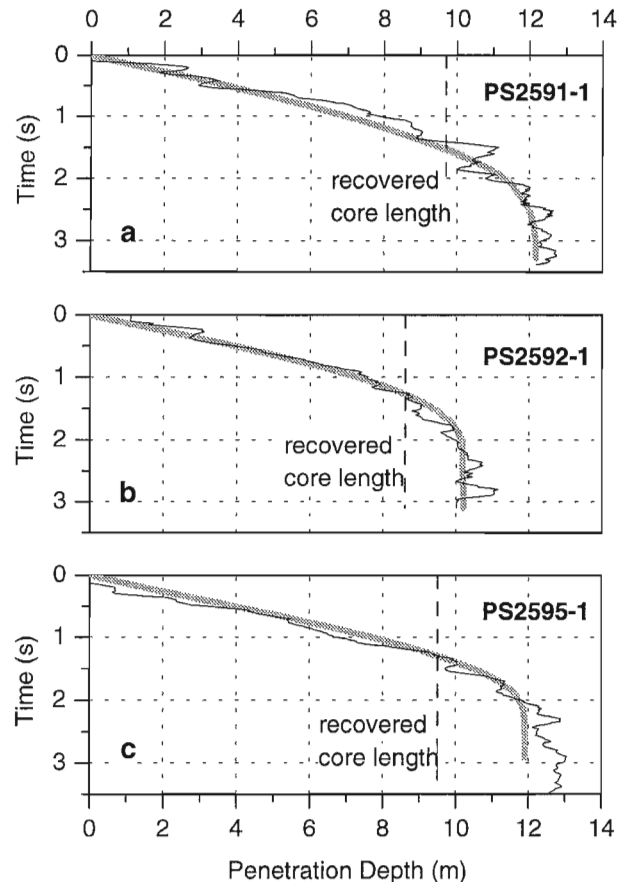 0 2 4 6 8 10 12 14
0
1
2
3
Time (s)
PS2591-1
recovered
core length
a
0
1
2
3
Time (s)
PS2592-1
recovered
core length
b
0
1
2
3
Time (s)
PS2595-1
recovered
core length
c
0 2 4 6 8 10 12 14
Penetration Depth (m)